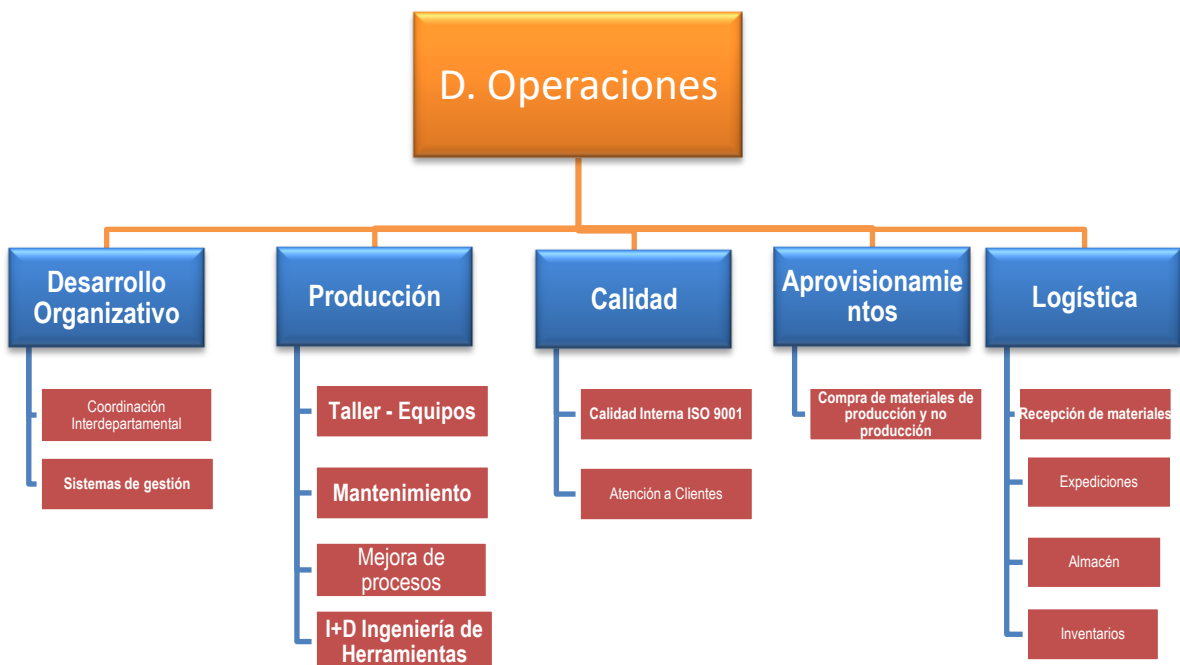 D. Operaciones
Desarrollo
Organizativo
Coordinación
Interdepartamental
Sistemas de gestión
Producción
Taller - Equipos
Mantenimiento
Mejora de
procesos
I+D Ingeniería de
Herramientas
Calidad
Calidad Interna ISO 9001
Atención a Clientes
Aprovisionamie
ntos
Compra de materiales de
producción y no
producción
Logística
Recepción de materiales
Expediciones
Almacén
Inventarios